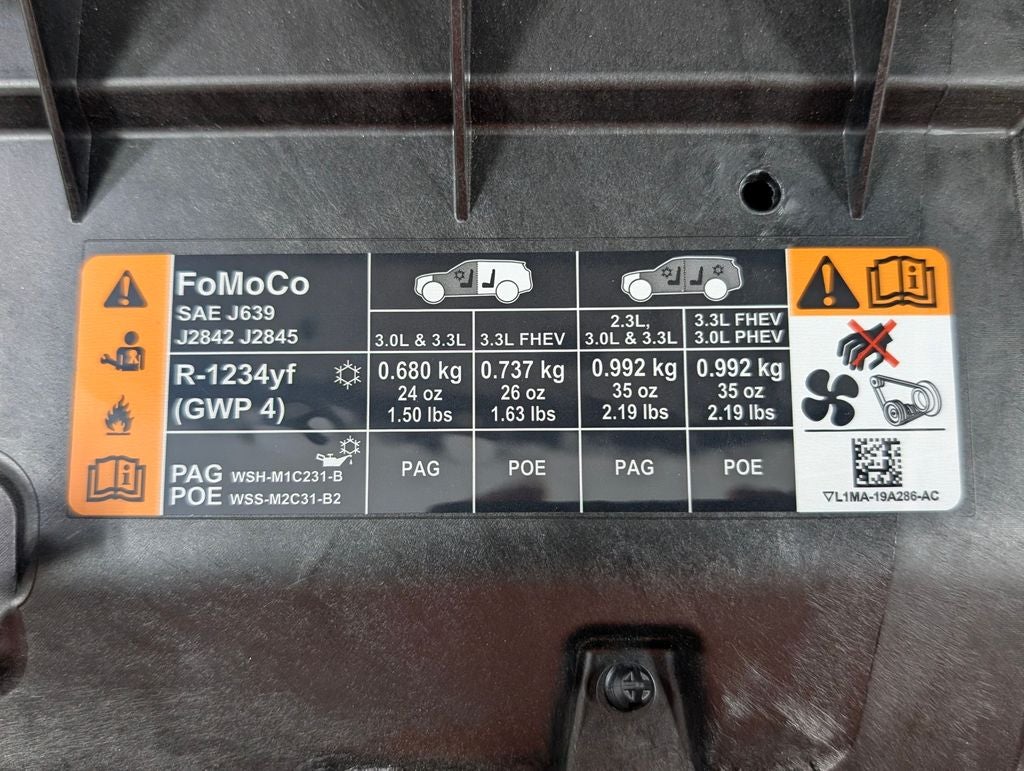 FoMoCo
SAE J639
J2842 J2845
3.0L & 3.3L
3.3L FHEV
2.3L,
3.0L & 3.3L
3.3L FHEV
3.0L PHEV
R-1234yf
(GWP 4)
0.680 kg
24 oz
1.50 lbs
0.737 kg
26 oz
1.63 lbs
0.992 kg
35 oz
2.19 lbs
0.992 kg
35 oz
2.19 lbs
PAG WSH-M1C231-B
POE WSS-M2C31-B2
PAG
POE
PAG
POE
▽L1MA-19A286-AC